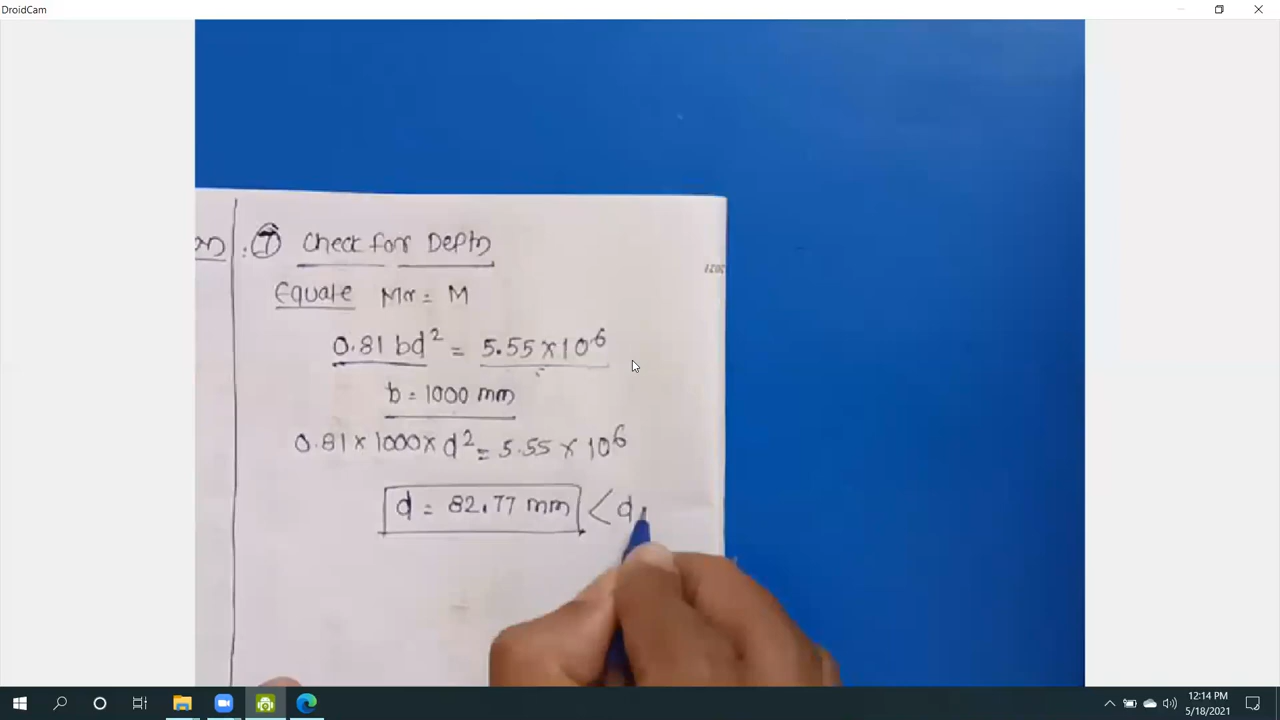 DroidCam
⑦ Check for Depth
Equate Mr = M
0.81 bd² = 5.55 × 10⁶
b = 1000 mm
0.81 × 1000 × d² = 5.55 × 10⁶
d = 82.77 mm < d
12:14 PM
5/18/2021